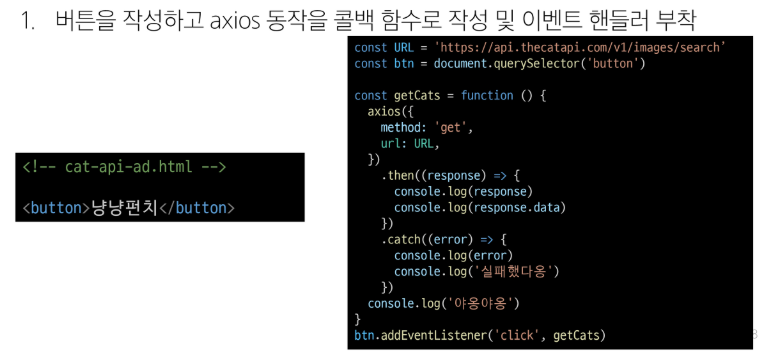 1. 버튼을 작성하고 axios 동작을 콜백 함수로 작성 및 이벤트 핸들러 부착
<!-- cat-api-ad.html -->
<button>냥냥펀치</button>
const URL = 'https://api.thecatapi.com/v1/images/search’
const btn = document.querySelector('button')
const getCats = function () {
axios({
method: 'get',
url: URL,
})
.then((response) => {
console.log(response)
console.log(response.data)
})
.catch((error) => {
console.log(error)
console.log('실패했다옹')
})
console.log('야옹야옹')
}
btn.addEventListener('click', getCats)